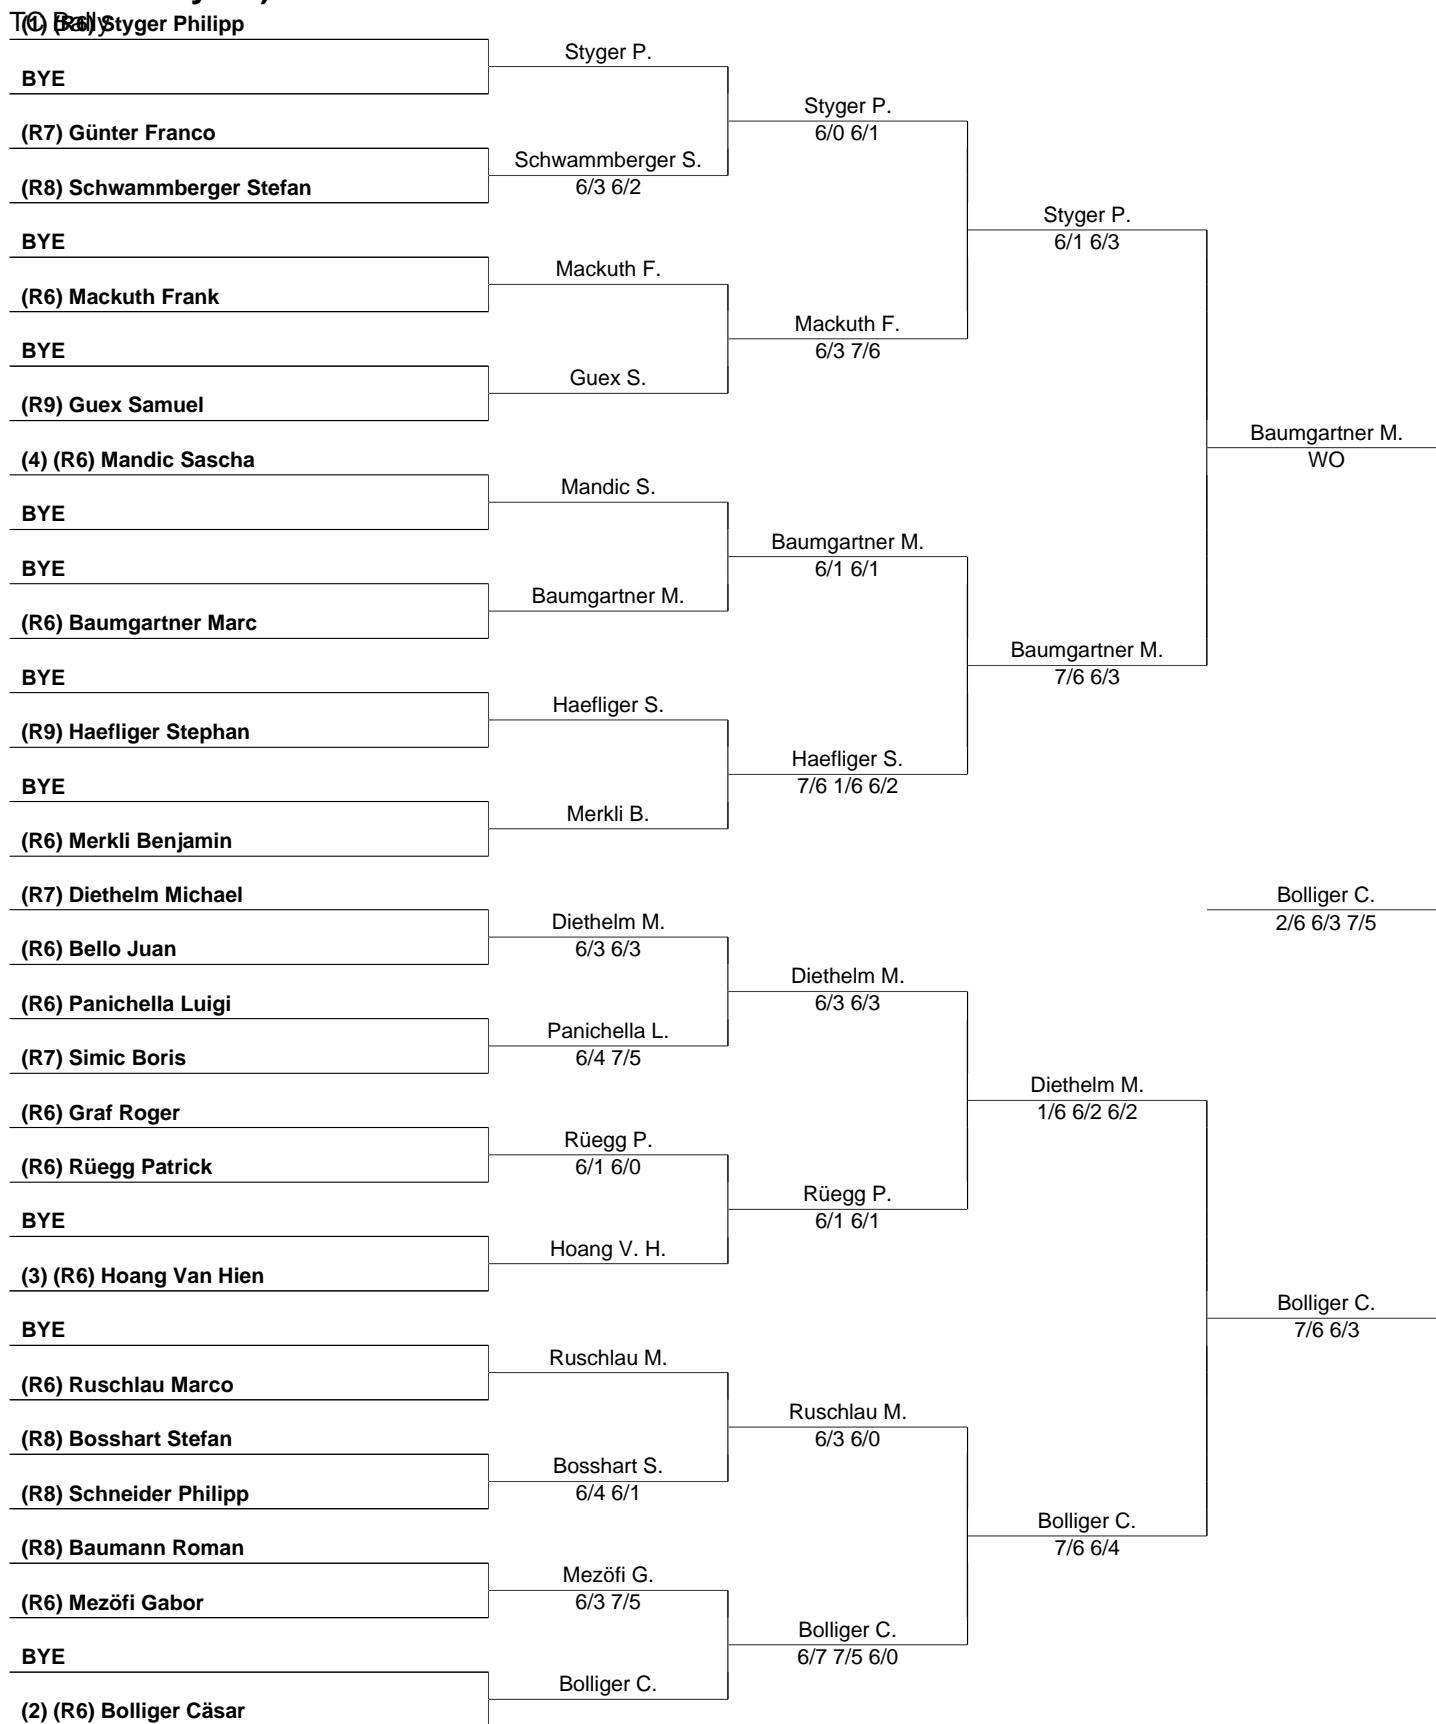 TC Bally
(1) (R6) Styger Philipp
BYE
(R7) Günter Franco
(R8) Schwammberger Stefan
BYE
(R6) Mackuth Frank
BYE
(R9) Guex Samuel
(4) (R6) Mandic Sascha
BYE
BYE
(R6) Baumgartner Marc
BYE
(R9) Haefliger Stephan
BYE
(R6) Merkli Benjamin
(R7) Diethelm Michael
(R6) Bello Juan
(R6) Panichella Luigi
(R7) Simic Boris
(R6) Graf Roger
(R6) Rüegg Patrick
BYE
(3) (R6) Hoang Van Hien
BYE
(R6) Ruschlau Marco
(R8) Bosshart Stefan
(R8) Schneider Philipp
(R8) Baumann Roman
(R6) Mezöfi Gabor
BYE
(2) (R6) Bolliger Cäsar
Styger P.
Schwammberger S.
6/3 6/2
Mackuth F.
Guex S.
Mandic S.
Baumgartner M.
Haefliger S.
Merkli B.
Diethelm M.
6/3 6/3
Panichella L.
6/4 7/5
Rüegg P.
6/1 6/0
Hoang V. H.
Ruschlau M.
Bosshart S.
6/4 6/1
Mezöfi G.
6/3 7/5
Bolliger C.
Styger P.
6/0 6/1
Mackuth F.
6/3 7/6
Baumgartner M.
6/1 6/1
Haefliger S.
7/6 1/6 6/2
Diethelm M.
6/3 6/3
Rüegg P.
6/1 6/1
Ruschlau M.
6/3 6/0
Bolliger C.
6/7 7/5 6/0
Styger P.
6/1 6/3
Baumgartner M.
7/6 6/3
Diethelm M.
1/6 6/2 6/2
Bolliger C.
7/6 6/4
Baumgartner M.
WO
Bolliger C.
2/6 6/3 7/5
Bolliger C.
7/6 6/3